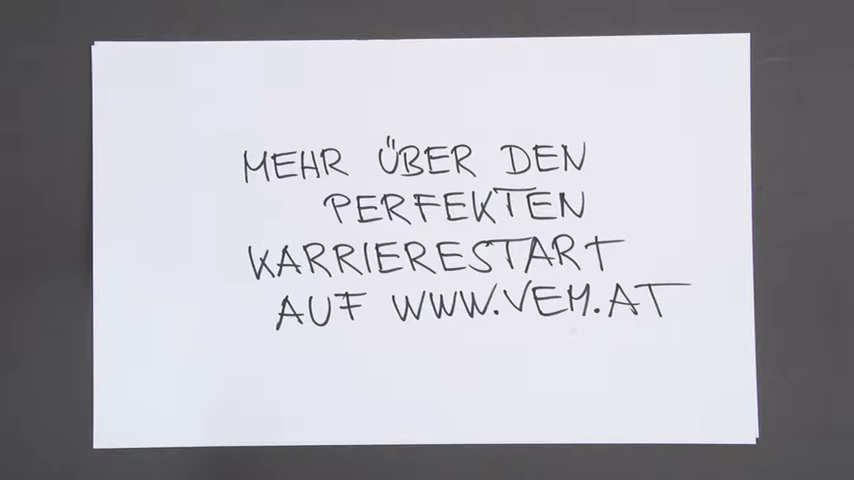 MEHR ÜBER DEN
PERFEKTEN
KARRIERESTART
AUF WWW.VEM.AT